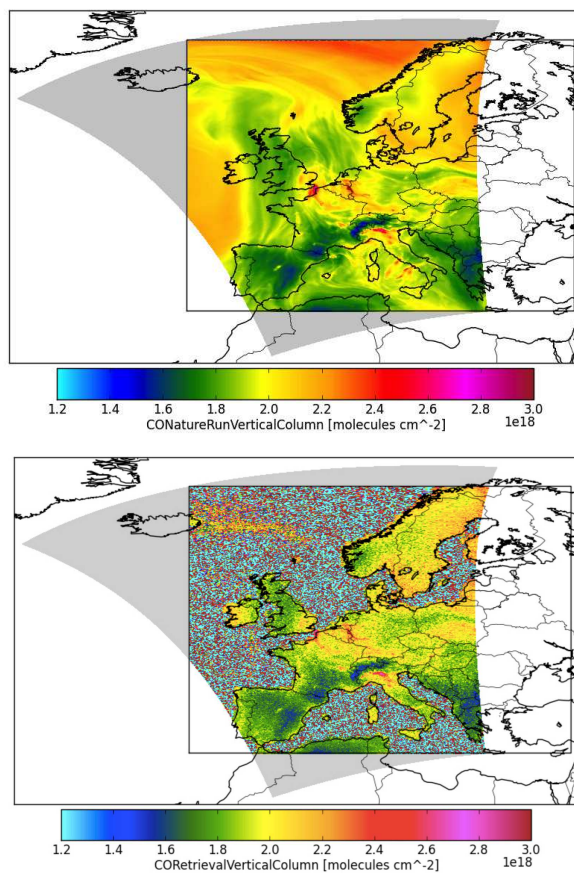 1.2 1.4 1.6 1.8 2.0 2.2 2.4 2.6 2.8 3.0
CONatureRunVerticalColumn [molecules cm^-2] 1e18
1.2 1.4 1.6 1.8 2.0 2.2 2.4 2.6 2.8 3.0
CORetrievalVerticalColumn [molecules cm^-2] 1e18